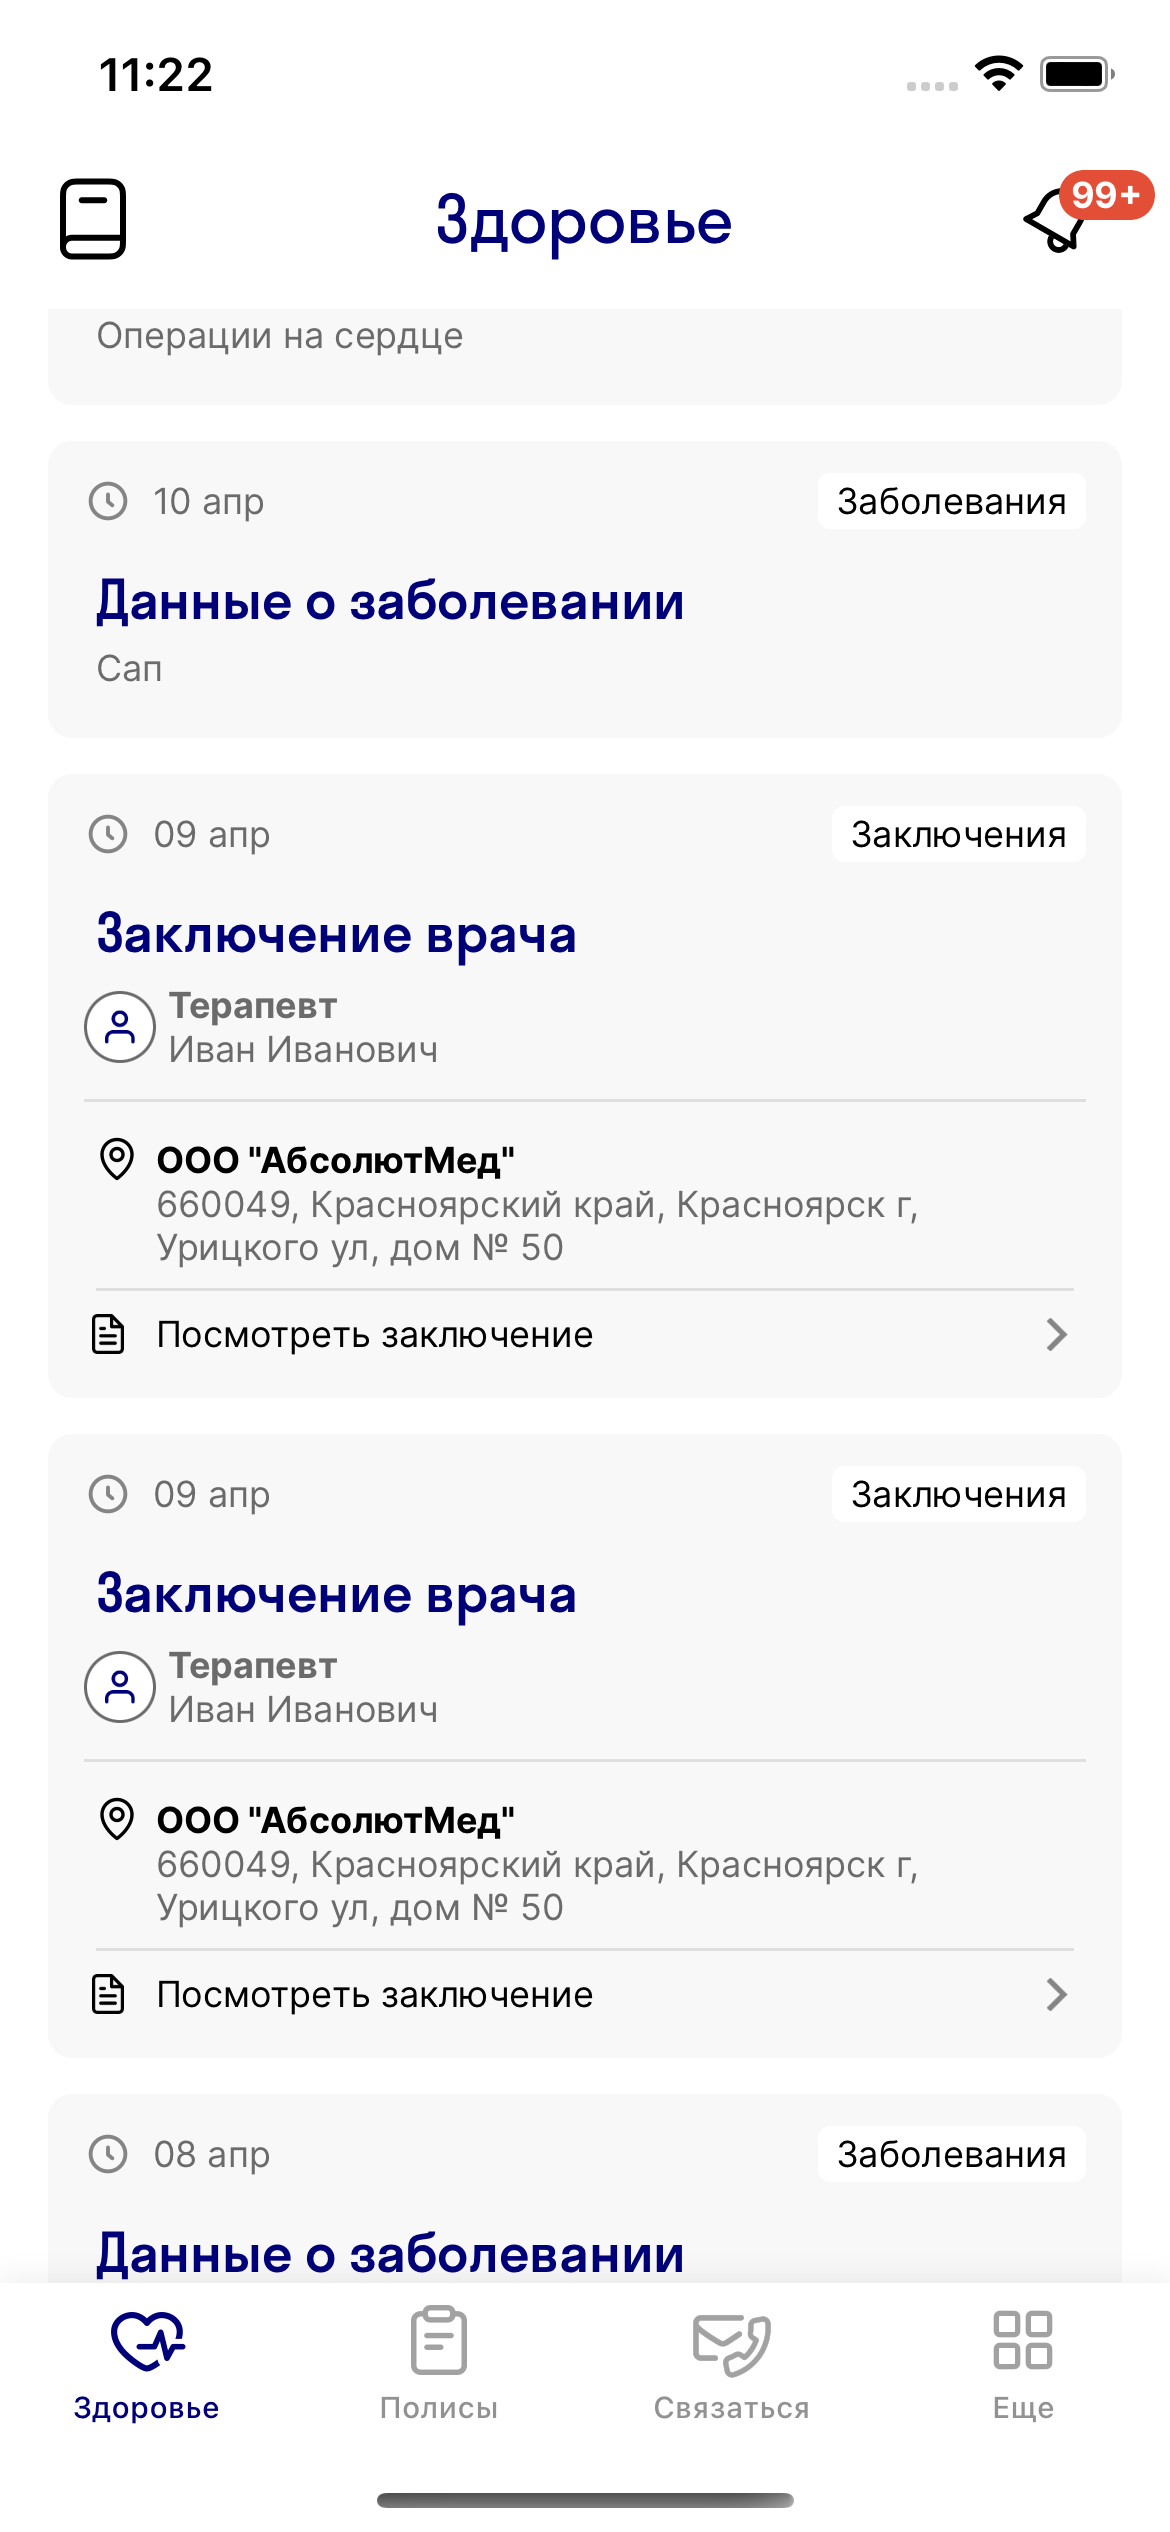 11:22
Здоровье
99+
Операции на сердце
10 апр
Заболевания
Данные о заболевании
Сап
09 апр
Заключения
Заключение врача
Терапевт
Иван Иванович
ООО "АбсолютМед"
660049, Красноярский край, Красноярск г,
Урицкого ул, дом № 50
Посмотреть заключение
09 апр
Заключения
Заключение врача
Терапевт
Иван Иванович
ООО "АбсолютМед"
660049, Красноярский край, Красноярск г,
Урицкого ул, дом № 50
Посмотреть заключение
08 апр
Заболевания
Данные о заболевании
Здоровье
Полисы
Связаться
Еще